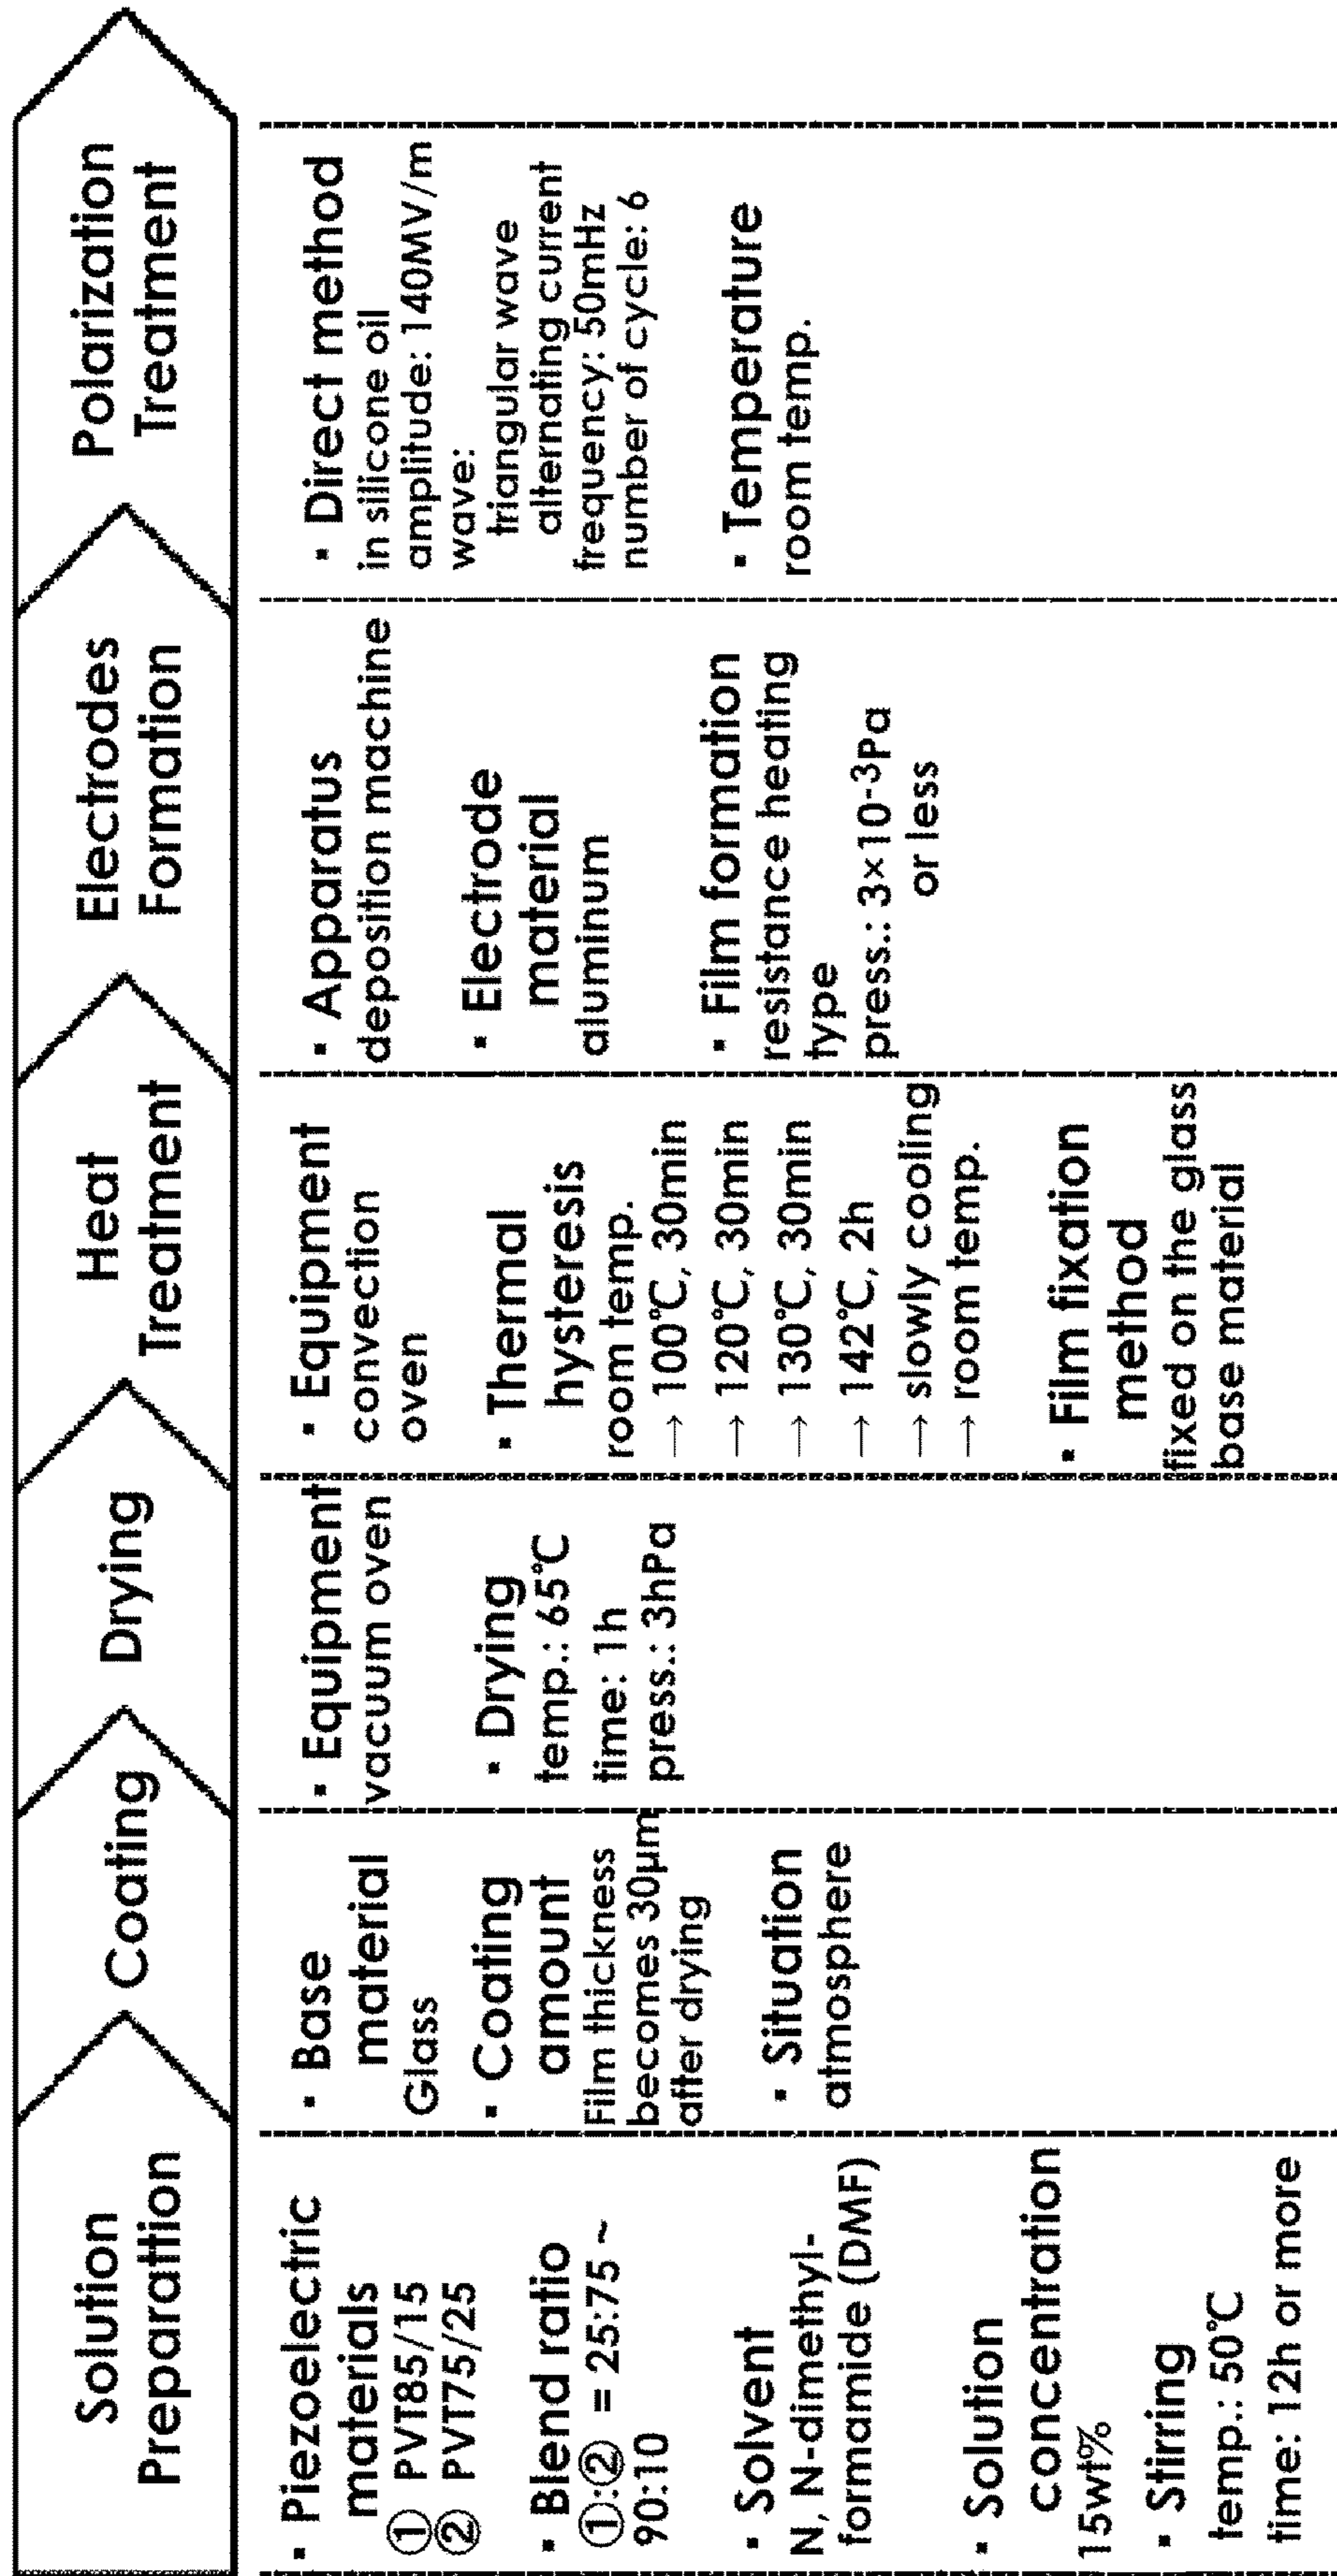 Solution
Preparation
Coating
Drying
Heat
Treatment
Electrodes
Formation
Polarization
Treatment
▪ Piezoelectric
materials
① PVT85/15
② PVT75/25
▪ Blend ratio
①:② = 25:75 ~
90:10
▪ Solvent
N, N-dimethyl-
formamide (DMF)
▪ Solution
concentration
15wt%
▪ Stirring
temp.: 50℃
time: 12h or more
▪ Base
material
Glass
▪ Coating
amount
Film thickness
becomes 30μm
after drying
▪ Situation
atmosphere
▪ Equipment
vacuum oven
▪ Drying
temp.: 65℃
time: 1h
press.: 3hPa
▪ Equipment
convection
oven
▪ Thermal
hysteresis
room temp.
→ 100℃, 30min
→ 120℃, 30min
→ 130℃, 30min
→ 142℃, 2h
→ slowly cooling
→ room temp.
▪ Film fixation
method
fixed on the glass
base material
▪ Apparatus
deposition machine
▪ Electrode
material
aluminum
▪ Film formation
resistance heating
type
press.: 3×10⁻³Pa
or less
▪ Direct method
in silicone oil
amplitude: 140MV/m
wave:
triangular wave
alternating current
frequency: 50mHz
number of cycle: 6
▪ Temperature
room temp.